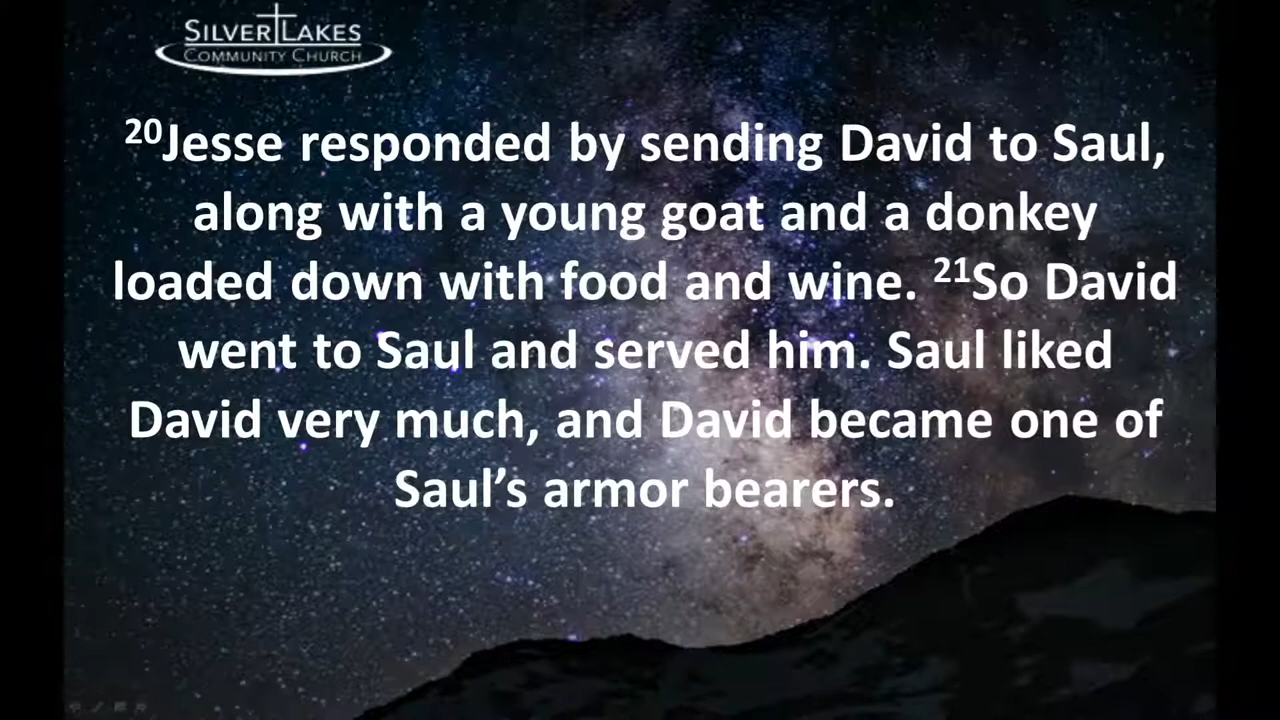 SILVER LAKES
COMMUNITY CHURCH
20Jesse responded by sending David to Saul,
along with a young goat and a donkey
loaded down with food and wine. 21So David
went to Saul and served him. Saul liked
David very much, and David became one of
Saul’s armor bearers.